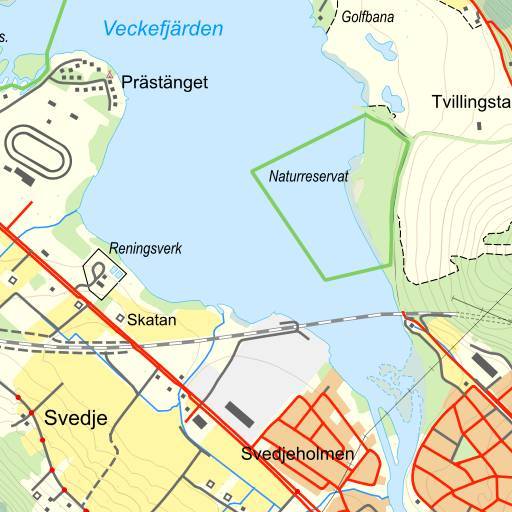 Golfbana
Veckefjärden
s.
Prästänget
Tvillingsta
Naturreservat
Reningsverk
Skatan
Svedje
Svedjeholmen